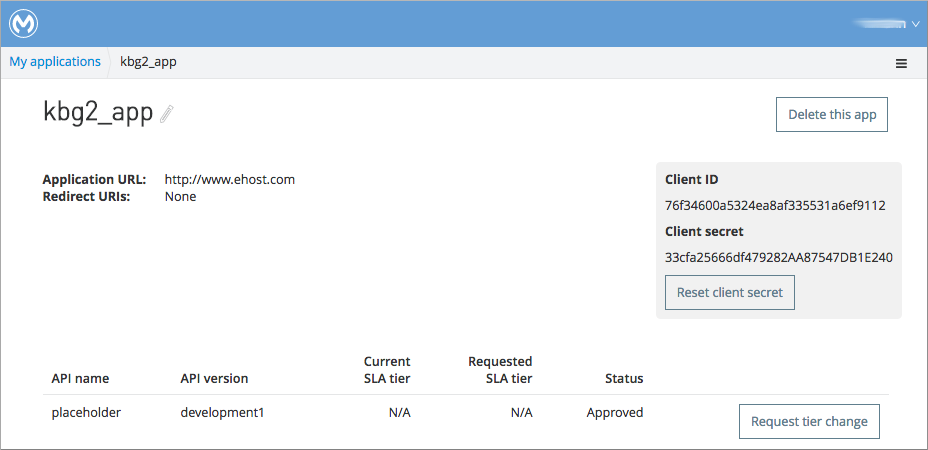 My applications
kbg2_app
kbg2_app
Delete this app
Application URL: http://www.ehost.com
Redirect URIs: None
Client ID
76f34600a5324ea8af335531a6ef9112
Client secret
33cfa25666df479282AA87547DB1E240
Reset client secret
API name API version Current SLA tier Requested SLA tier Status
placeholder development1 N/A N/A Approved
Request tier change